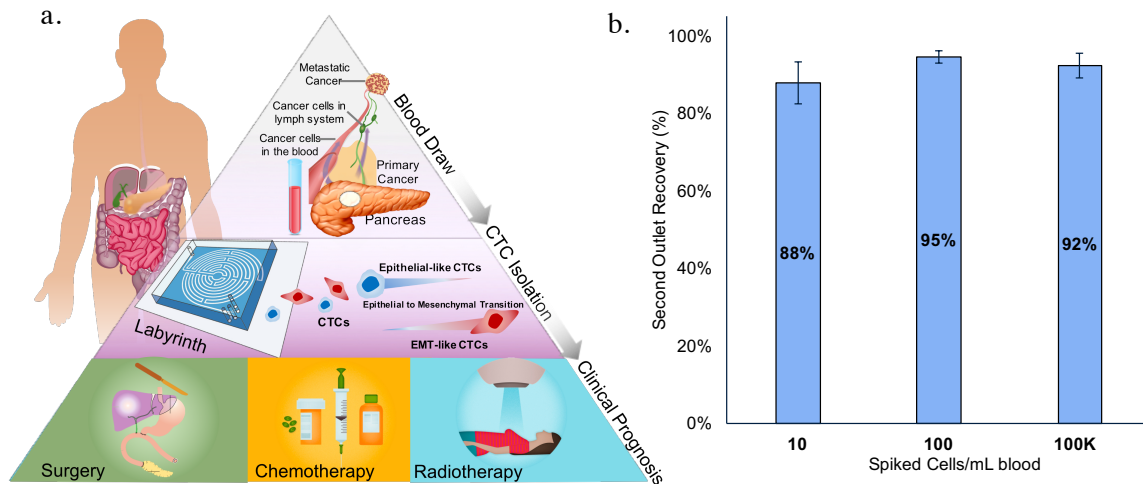 a.
Metastatic
Cancer
Cancer cells in
lymph system
Cancer cells
in the blood
Primary
Cancer
Pancreas
Blood Draw
CTC Isolation
Clinical Prognosis
Labyrinth
CTCs
Epithelial-like CTCs
Epithelial to Mesenchymal Transition
EMT-like CTCs
Surgery
Chemotherapy
Radiotherapy
b.
Second Outlet Recovery (%)
100%
80%
60%
40%
20%
0%
88%
95%
92%
10
100
100K
Spiked Cells/mL blood